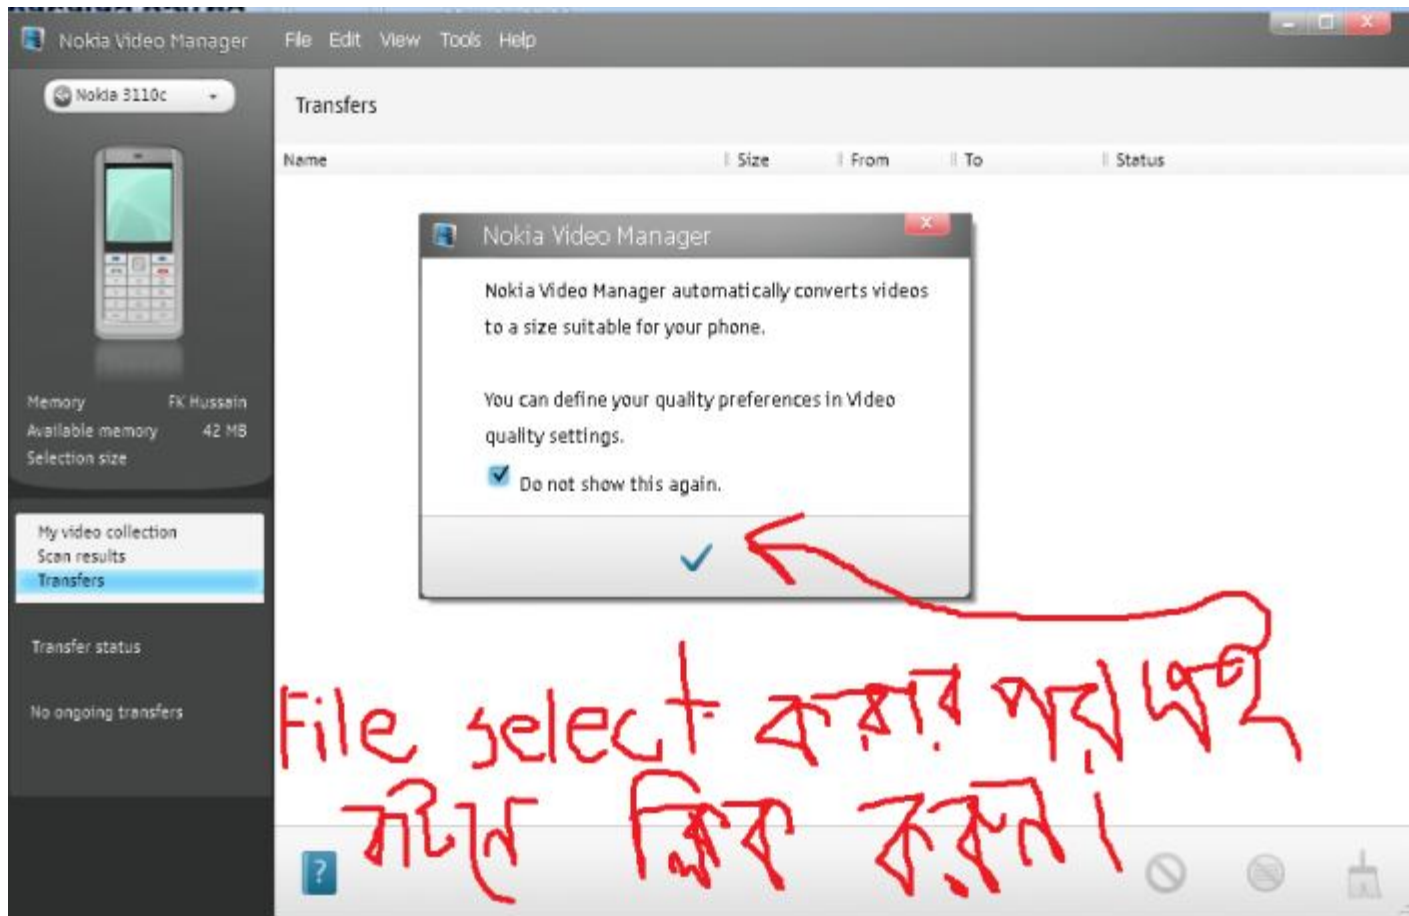 Nokia Video Manager File Edit View Tools Help
Nokia 3110c
Transfers
Name Size From To Status
Nokia Video Manager
Nokia Video Manager automatically converts videos
to a size suitable for your phone.
You can define your quality preferences in Video
quality settings.
Do not show this again.
Memory FK Hussain
Available memory 42 MB
Selection size
My video collection
Scan results
Transfers
Transfer status
No ongoing transfers
File select করার পর এই
ক্লিক করুন।